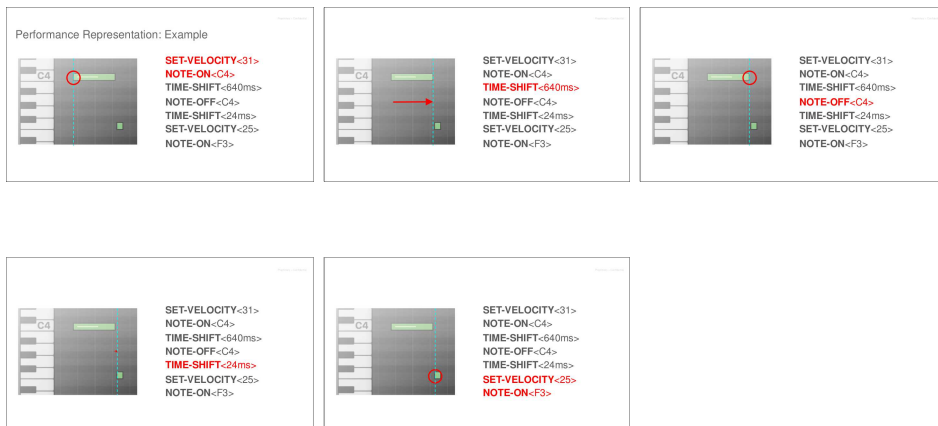 Performance Representation: Example
C4
SET-VELOCITY<31>
NOTE-ON<C4>
TIME-SHIFT<640ms>
NOTE-OFF<C4>
TIME-SHIFT<24ms>
SET-VELOCITY<25>
NOTE-ON<F3>
C4
SET-VELOCITY<31>
NOTE-ON<C4>
TIME-SHIFT<640ms>
NOTE-OFF<C4>
TIME-SHIFT<24ms>
SET-VELOCITY<25>
NOTE-ON<F3>
C4
SET-VELOCITY<31>
NOTE-ON<C4>
TIME-SHIFT<640ms>
NOTE-OFF<C4>
TIME-SHIFT<24ms>
SET-VELOCITY<25>
NOTE-ON<F3>
C4
SET-VELOCITY<31>
NOTE-ON<C4>
TIME-SHIFT<640ms>
NOTE-OFF<C4>
TIME-SHIFT<24ms>
SET-VELOCITY<25>
NOTE-ON<F3>
C4
SET-VELOCITY<31>
NOTE-ON<C4>
TIME-SHIFT<640ms>
NOTE-OFF<C4>
TIME-SHIFT<24ms>
SET-VELOCITY<25>
NOTE-ON<F3>